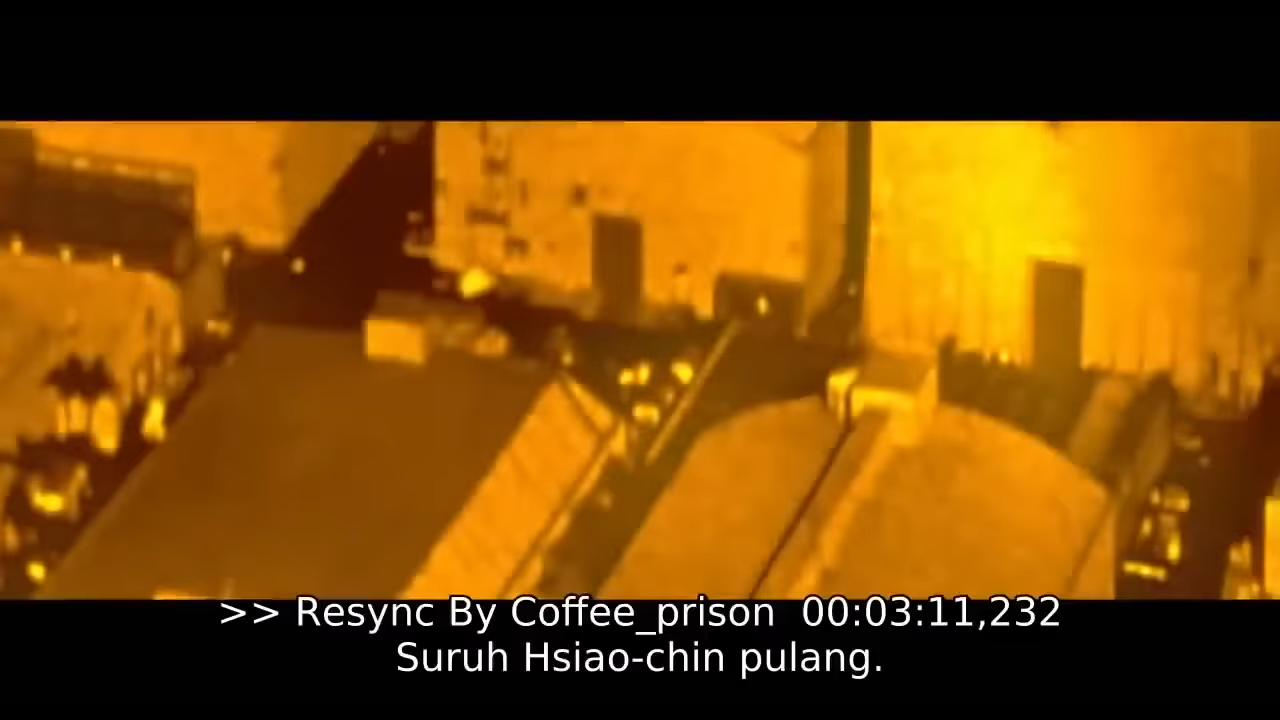 >> Resync By Coffee_prison  00:03:11,232
Suruh Hsiao-chin pulang.